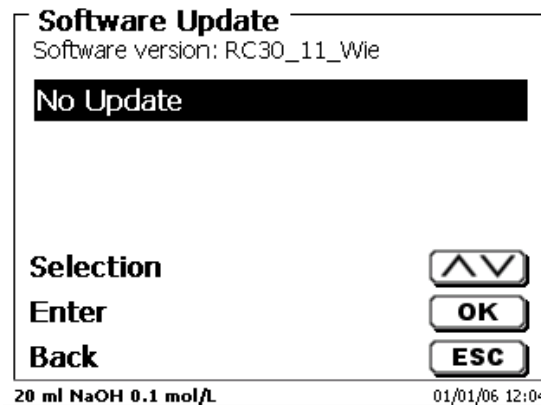 Software Update
Software version: RC30_11_Wie
No Update
Selection
Enter OK
Back ESC
20 ml NaOH 0.1 mol/L 01/01/06 12:04